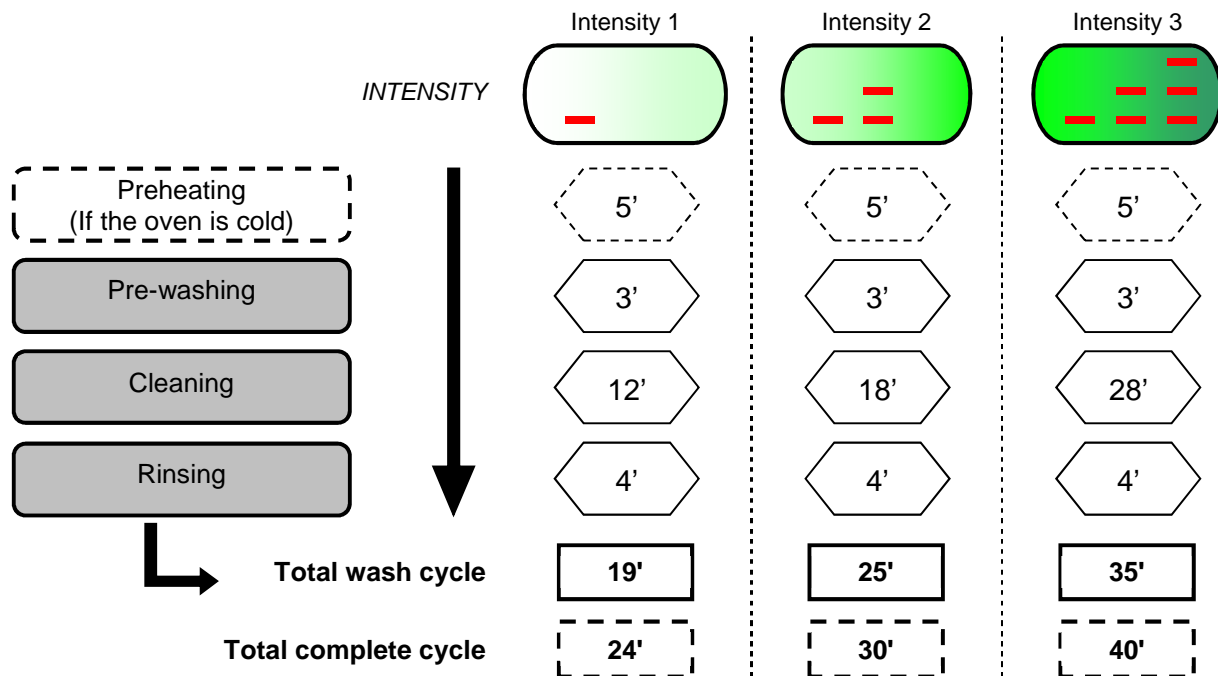 Intensity 1 Intensity 2 Intensity 3
INTENSITY
Preheating
(If the oven is cold)
5’ 5’ 5’
Pre-washing
3’ 3’ 3’
Cleaning
12’ 18’ 28’
Rinsing
4’ 4’ 4’
Total wash cycle 19' 25' 35'
Total complete cycle 24' 30' 40'